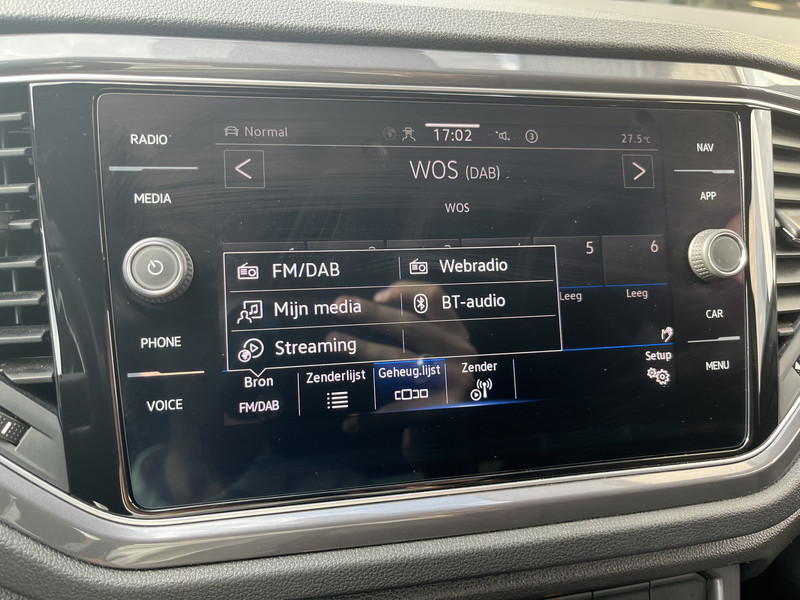 RADIO
MEDIA
PHONE
VOICE
Normal
17:02
3
27.5°C
WOS (DAB)
WOS
5
6
Leeg
Leeg
FM/DAB
Webradio
Mijn media
BT-audio
Streaming
Bron
FM/DAB
Zenderlijst
Geheug.lijst
Zender
Setup
NAV
APP
CAR
MENU